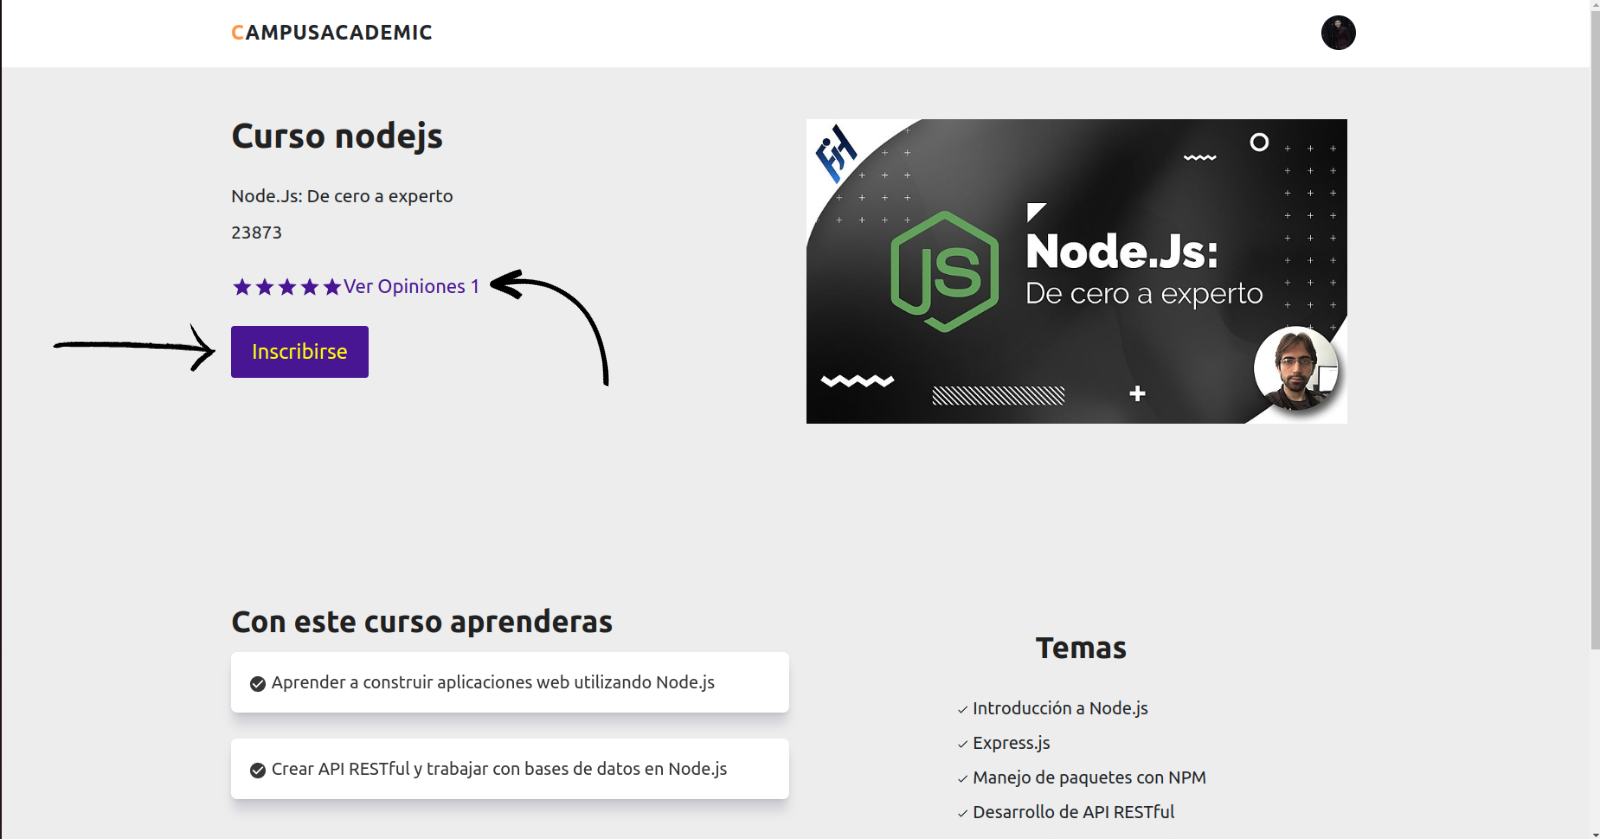 CAMPUSACADEMIC
Curso nodejs
Node.Js: De cero a experto
23873
Ver Opiniones 1
Inscribirse
FH
JS
Node.Js:
De cero a experto
Con este curso aprenderas
Aprender a construir aplicaciones web utilizando Node.js
Crear API RESTful y trabajar con bases de datos en Node.js
Temas
Introducción a Node.js
Express.js
Manejo de paquetes con NPM
Desarrollo de API RESTful